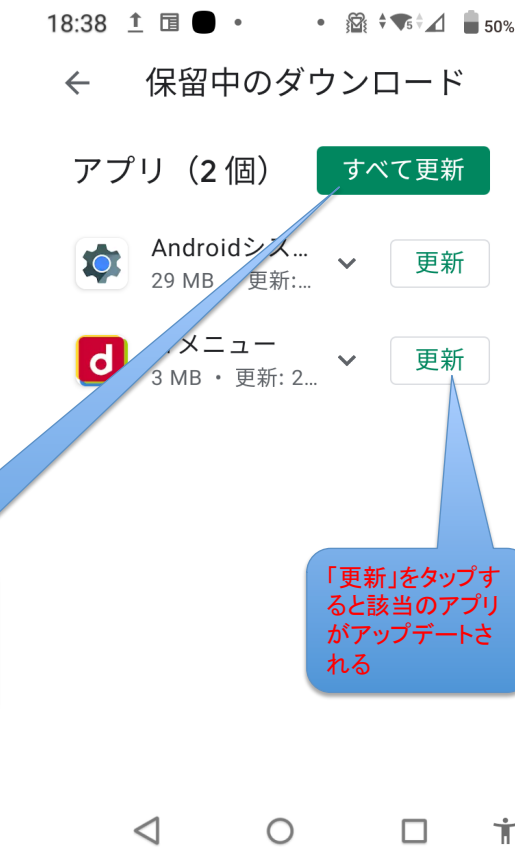 18:38 5 50%
保留中のダウンロード
アプリ（2 個） すべて更新
Androidシス…
29 MB 更新:… 更新
メニュー
3 MB • 更新: 2… 更新
d
「更新」をタップす
ると該当のアプリ
がアップデートさ
れる